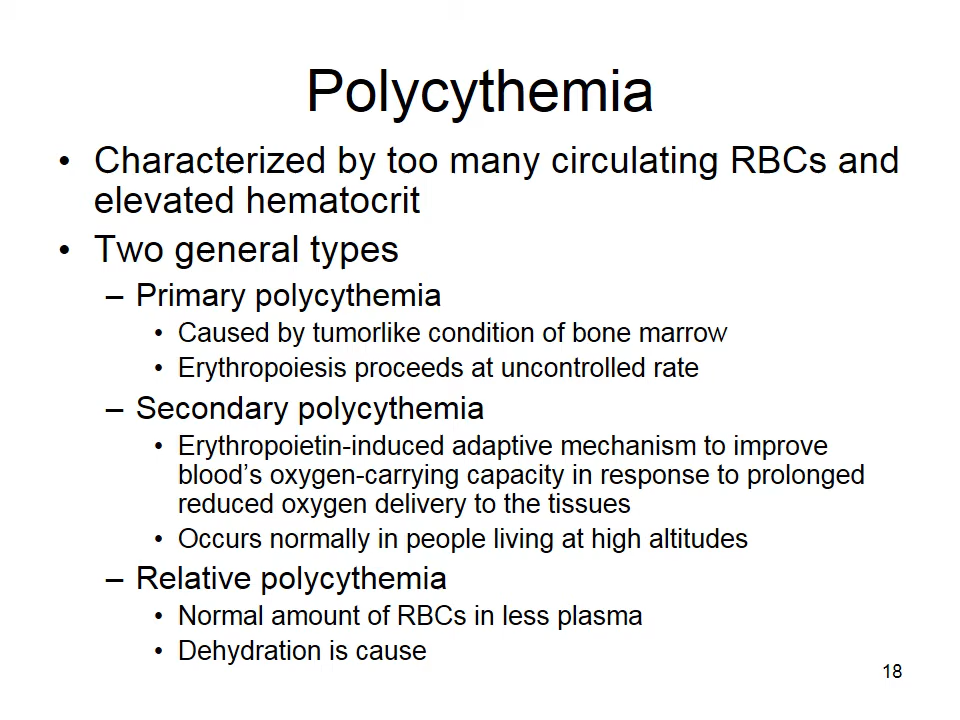 Polycythemia
• Characterized by too many circulating RBCs and
elevated hematocrit
• Two general types
– Primary polycythemia
• Caused by tumorlike condition of bone marrow
• Erythropoiesis proceeds at uncontrolled rate
– Secondary polycythemia
• Erythropoietin-induced adaptive mechanism to improve
blood’s oxygen-carrying capacity in response to prolonged
reduced oxygen delivery to the tissues
• Occurs normally in people living at high altitudes
– Relative polycythemia
• Normal amount of RBCs in less plasma
• Dehydration is cause
18